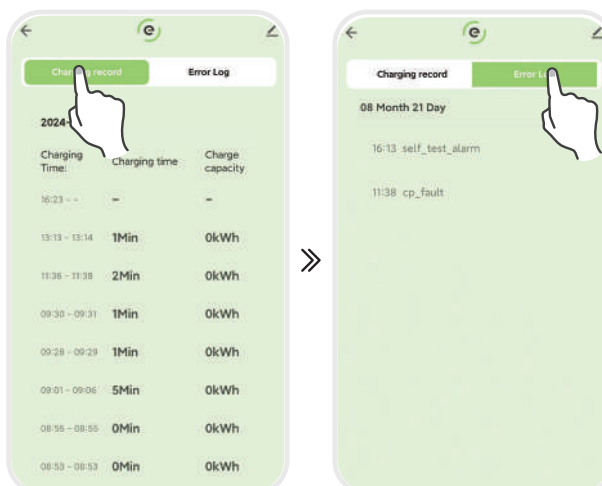 Charging record
Error Log
2024-
Charging Time:
Charging time
Charge capacity
16:23 - -
-
-
13:13 - 13:14 1Min 0kWh
11:36 - 11:38 2Min 0kWh
09:30 - 09:31 1Min 0kWh
09:28 - 09:29 1Min 0kWh
09:01 - 09:06 5Min 0kWh
08:55 - 08:55 0Min 0kWh
08:53 - 08:53 0Min 0kWh
Charging record
Error Lo
08 Month 21 Day
16:13 self_test_alarm
11:38 cp_fault